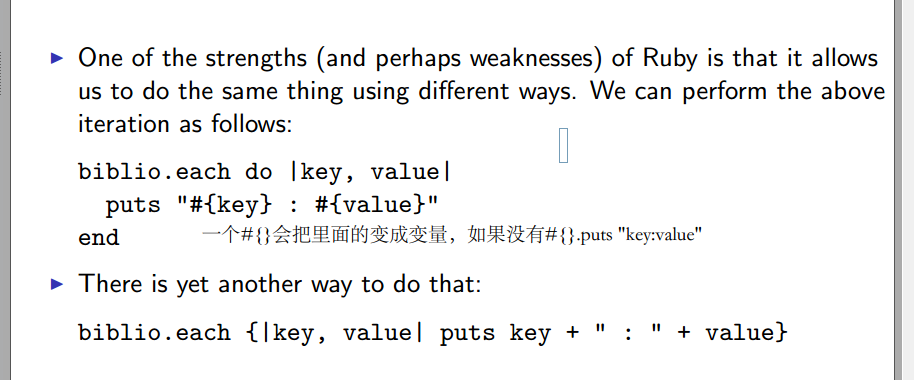 ▶ One of the strengths (and perhaps weaknesses) of Ruby is that it allows
us to do the same thing using different ways. We can perform the above
iteration as follows:
biblio.each do |key, value|
puts "#{key} : #{value}"
end
一个#{}会把里面的变成变量，如果没有#{}.puts "key:value"
▶ There is yet another way to do that:
biblio.each {|key, value| puts key + " : " + value}